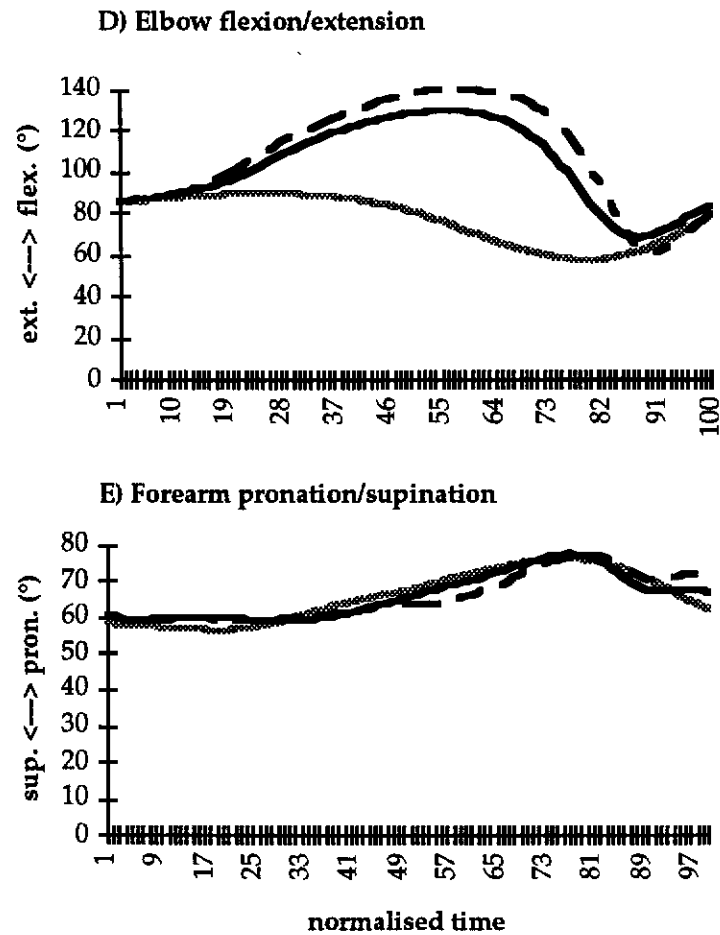 D) Elbow flexion/extension
ext. <---> flex. (°)
140
120
100
80
60
40
20
0
1 10 19 28 37 46 55 64 73 82 91 100
E) Forearm pronation/supination
sup. <---> pron. (°)
80
70
60
50
40
30
20
10
0
1 9 17 25 33 41 49 57 65 73 81 89 97
normalised time